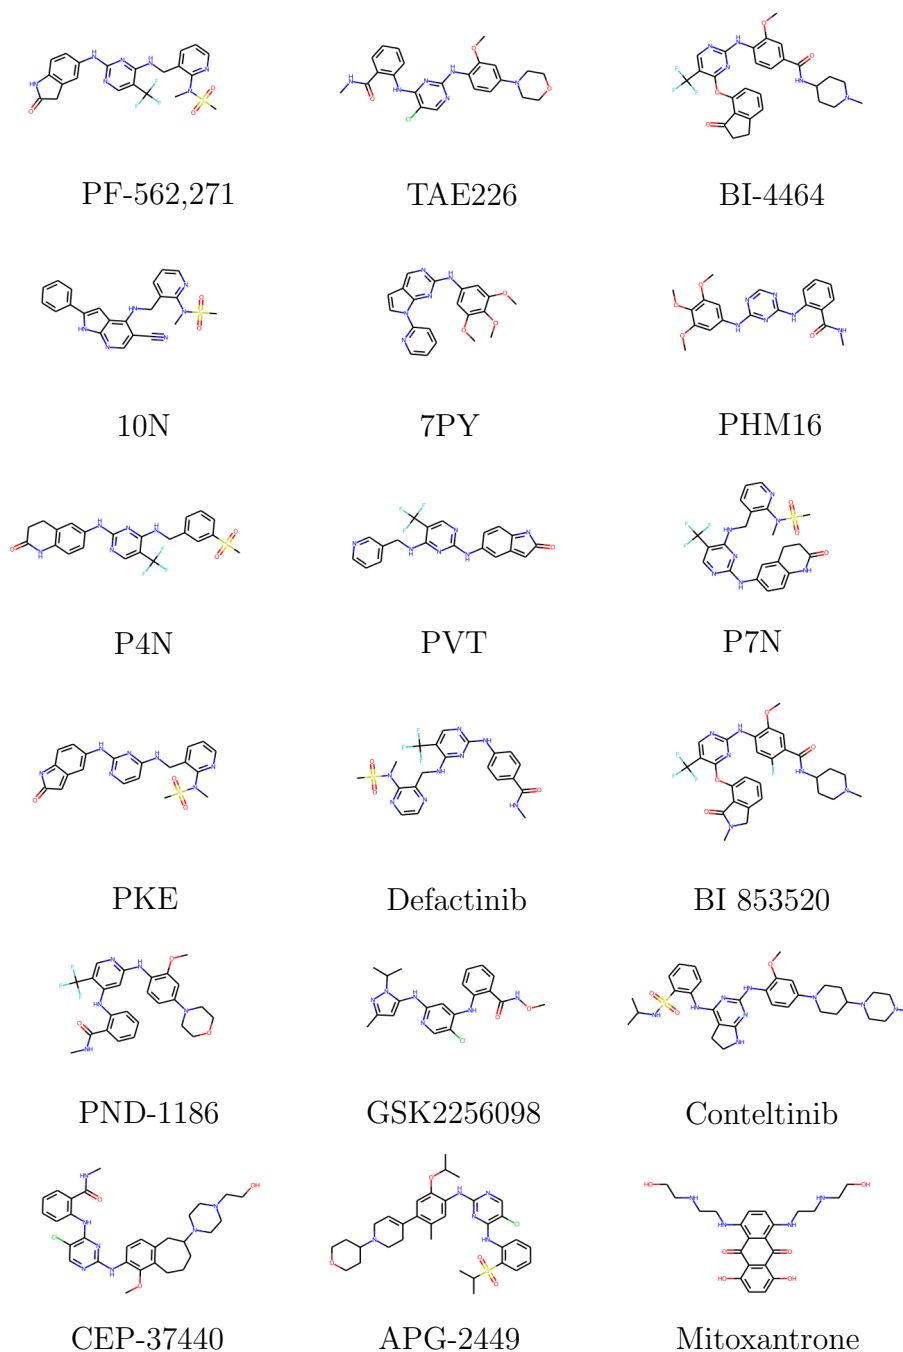 PF-562,271 TAE226 BI-4464
10N 7PY PHM16
P4N PVT P7N
PKE Defactinib BI 853520
PND-1186 GSK2256098 Conteltinib
CEP-37440 APG-2449 Mitoxantrone